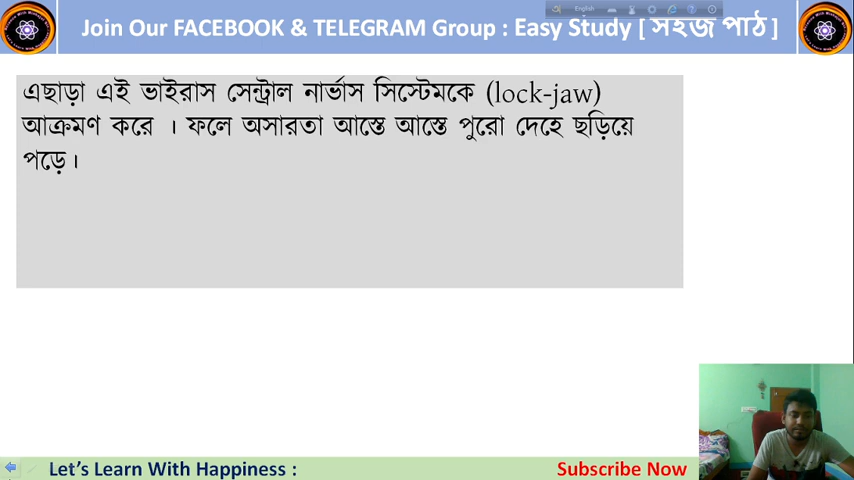 Join Our FACEBOOK & TELEGRAM Group : Easy Study [ সহজ পাঠ ]
English
এছাড়া এই ভাইরাস সেন্ট্রাল নার্ভাস সিস্টেমকে (lock-jaw)
আক্রমণ করে । ফলে অসারতা আস্তে আস্তে পুরো দেহে ছড়িয়ে
পড়ে।
Let’s Learn With Happiness :
Subscribe Now